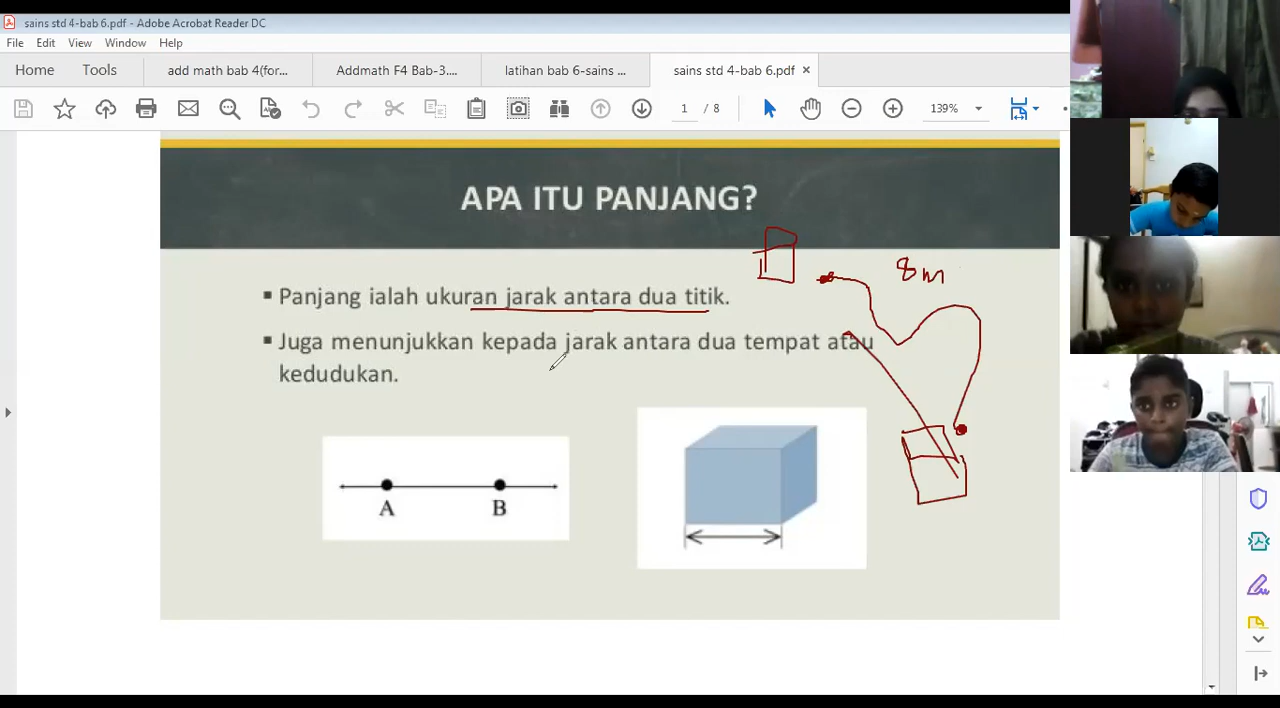 sains std 4-bab 6.pdf - Adobe Acrobat Reader DC
File Edit View Window Help
Home Tools add math bab 4(for... Addmath F4 Bab-3.... latihan bab 6-sains ... sains std 4-bab 6.pdf ×
1 / 8 139%
APA ITU PANJANG?
8m
▪ Panjang ialah ukuran jarak antara dua titik.
▪ Juga menunjukkan kepada jarak antara dua tempat atau
kedudukan.
A B